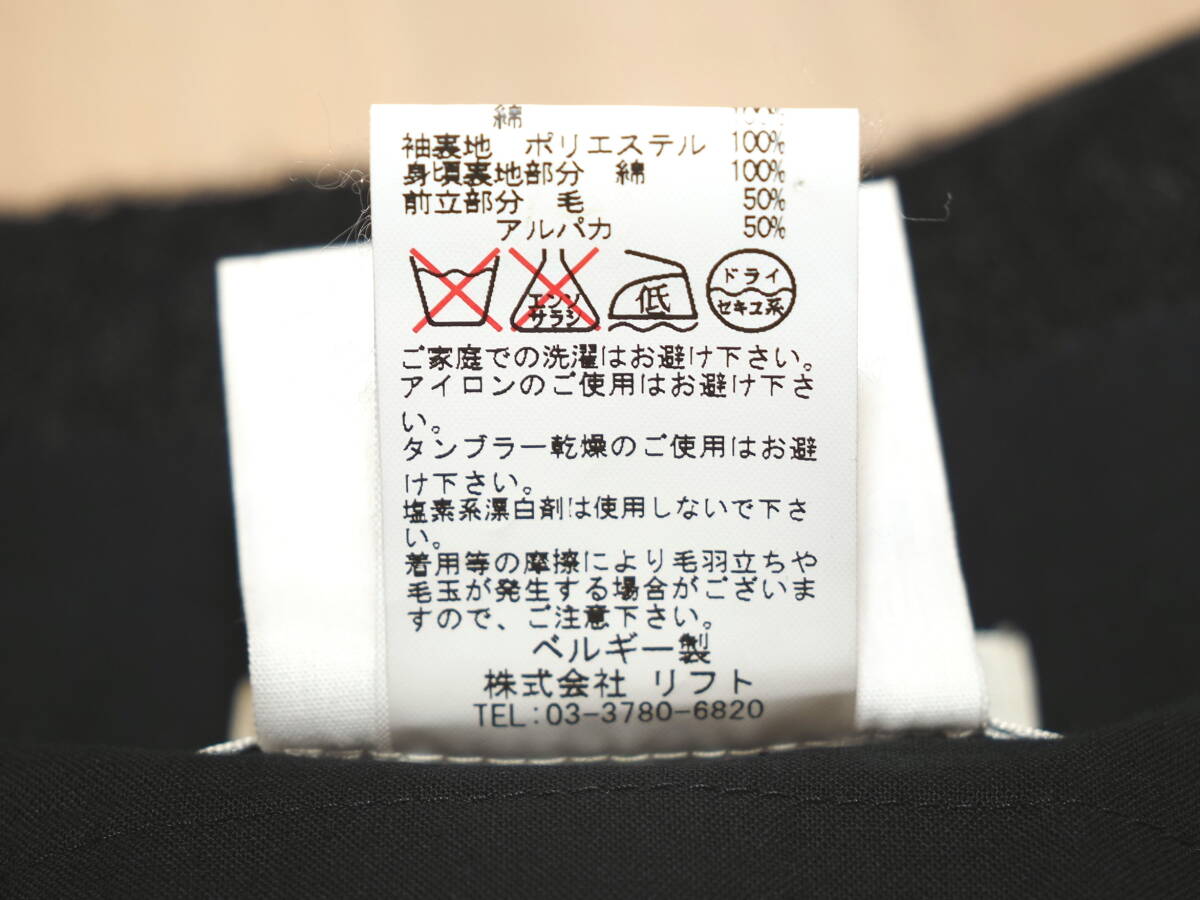 綿 100%
袖裏地 ポリエステル 100%
身頃裏地部分 綿 100%
前立部分 毛 50%
アルパカ 50%
エンソ
サラシ
低
ドライ
セキユ系
ご家庭での洗濯はお避け下さい。
アイロンのご使用はお避け下さ
い。
タンブラー乾燥のご使用はお避
け下さい。
塩素系漂白剤は使用しないで下さ
い。
着用等の摩擦により毛羽立ちや
毛玉が発生する場合がございま
すので、ご注意下さい。
ベルギー製
株式会社 リフト
TEL:03-3780-6820